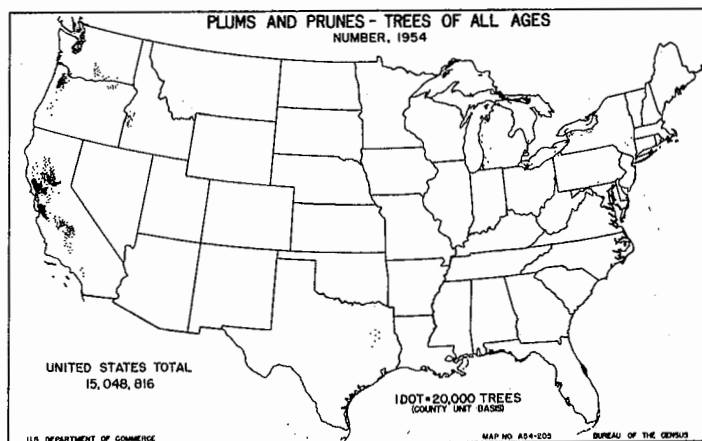 PLUMS AND PRUNES - TREES OF ALL AGES
NUMBER, 1954
UNITED STATES TOTAL
15,048,816
1 DOT = 20,000 TREES
(COUNTY UNIT BASIS)
U.S. DEPARTMENT OF COMMERCE
MAP NO. A54-205
BUREAU OF THE CENSUS